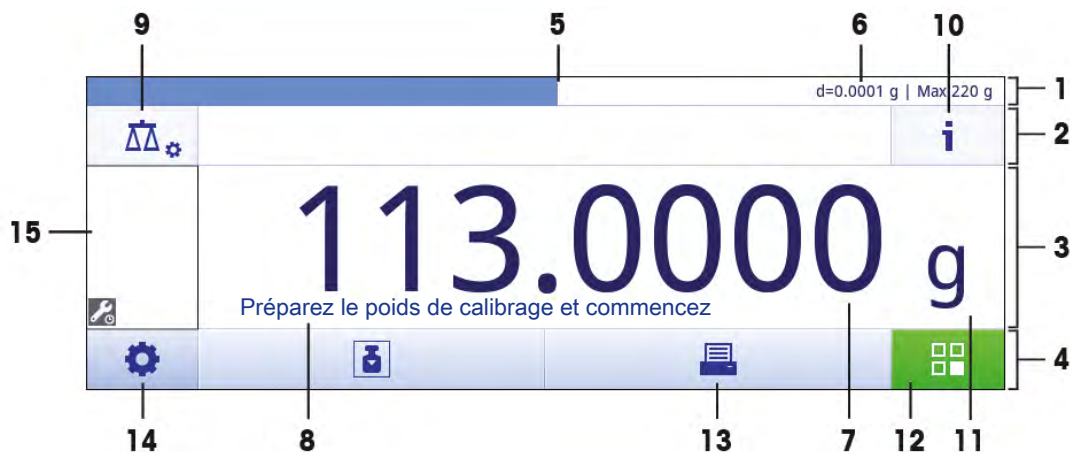 9 5 6 10
d=0.0001 g | Max 220 g 1
i 2
15 113.0000 g 3
Préparez le poids de calibrage et commencez
4
14 8 13 7 12 11